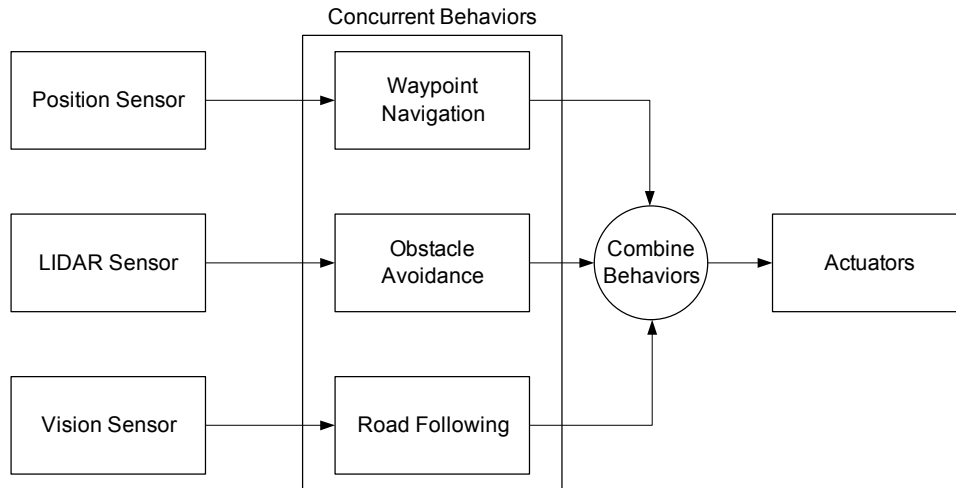 Concurrent Behaviors
Position Sensor
Waypoint
Navigation
LIDAR Sensor
Obstacle
Avoidance
Combine
Behaviors
Actuators
Vision Sensor
Road Following